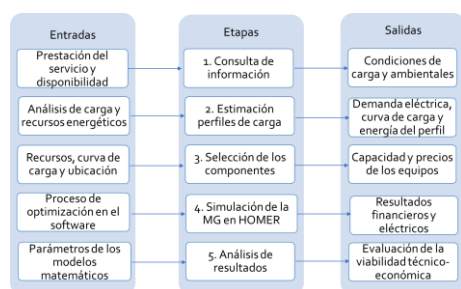 Entradas
Etapas
Salidas
Prestación del
servicio y
disponibilidad
1. Consulta de
información
Condiciones de
carga y ambientales
Análisis de carga y
recursos energéticos
2. Estimación
perfiles de carga
Demanda eléctrica,
curva de carga y
energía del perfil
Recursos, curva de
carga y ubicación
3. Selección de los
componentes
Capacidad y precios
de los equipos
Proceso de
optimización en el
software
4. Simulación de la
MG en HOMER
Resultados
financieros y
eléctricos
Parámetros de los
modelos
matemáticos
5. Análisis de
resultados
Evaluación de la
viabilidad técnico-
económica